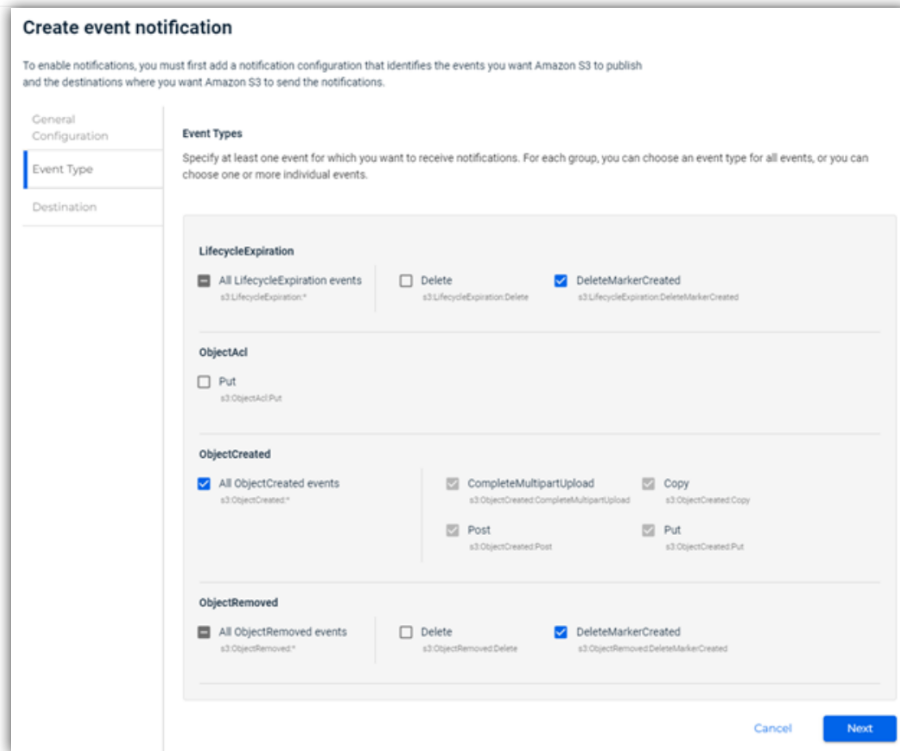 Create event notification
To enable notifications, you must first add a notification configuration that identifies the events you want Amazon S3 to publish
and the destinations where you want Amazon S3 to send the notifications.
General
Configuration
Event Type
Destination
Event Types
Specify at least one event for which you want to receive notifications. For each group, you can choose an event type for all events, or you can
choose one or more individual events.
LifecycleExpiration
All LifecycleExpiration events Delete DeleteMarkerCreated
s3:LifecycleExpiration:* s3:LifecycleExpiration:Delete s3:LifecycleExpiration:DeleteMarkerCreated
ObjectAcl
Put
s3:ObjectAcl:Put
ObjectCreated
All ObjectCreated events CompleteMultipartUpload Copy
s3:ObjectCreated:* s3:ObjectCreated:CompleteMultipartUpload s3:ObjectCreated:Copy
Post Put
s3:ObjectCreated:Post s3:ObjectCreated:Put
ObjectRemoved
All ObjectRemoved events Delete DeleteMarkerCreated
s3:ObjectRemoved:* s3:ObjectRemoved:Delete s3:ObjectRemoved:DeleteMarkerCreated
Cancel Next